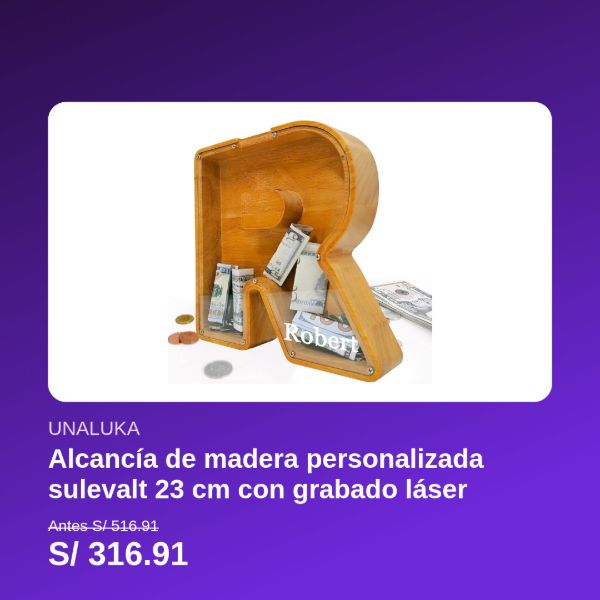 Robert
UNALUKA
Alcancía de madera personalizada
sulevalt 23 cm con grabado láser
Antes S/ 516.91
S/ 316.91